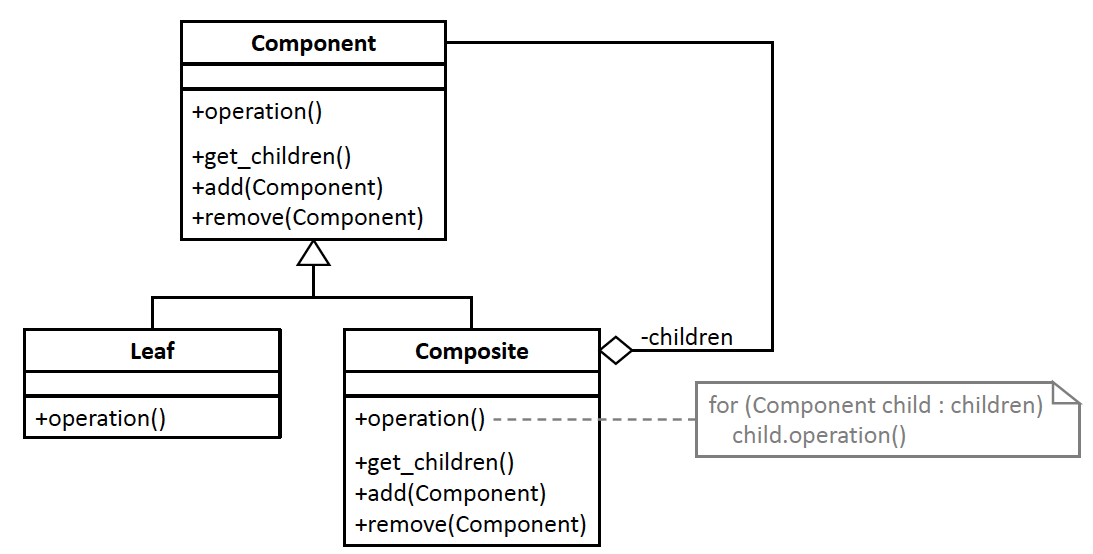 Component
+operation()
+get_children()
+add(Component)
+remove(Component)
Leaf
+operation()
Composite
+operation()
+get_children()
+add(Component)
+remove(Component)
-children
for (Component child : children)
child.operation()